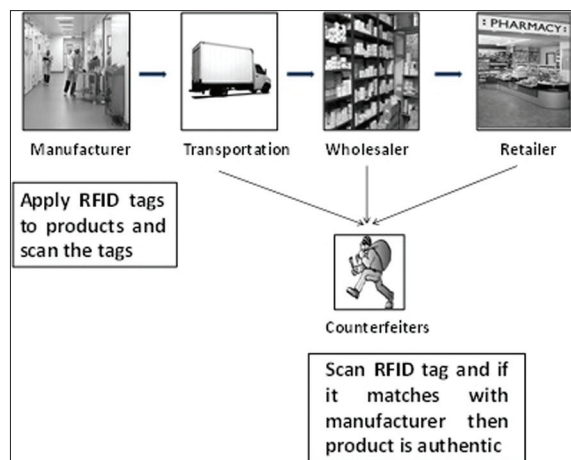 : PHARMACY:
Manufacturer
Transportation
Wholesaler
Retailer
Apply RFID tags
to products and
scan the tags
Counterfeiters
Scan RFID tag and if
it matches with
manufacturer then
product is authentic